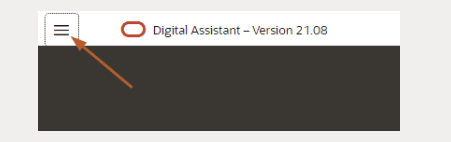 Digital Assistant – Version 21.08